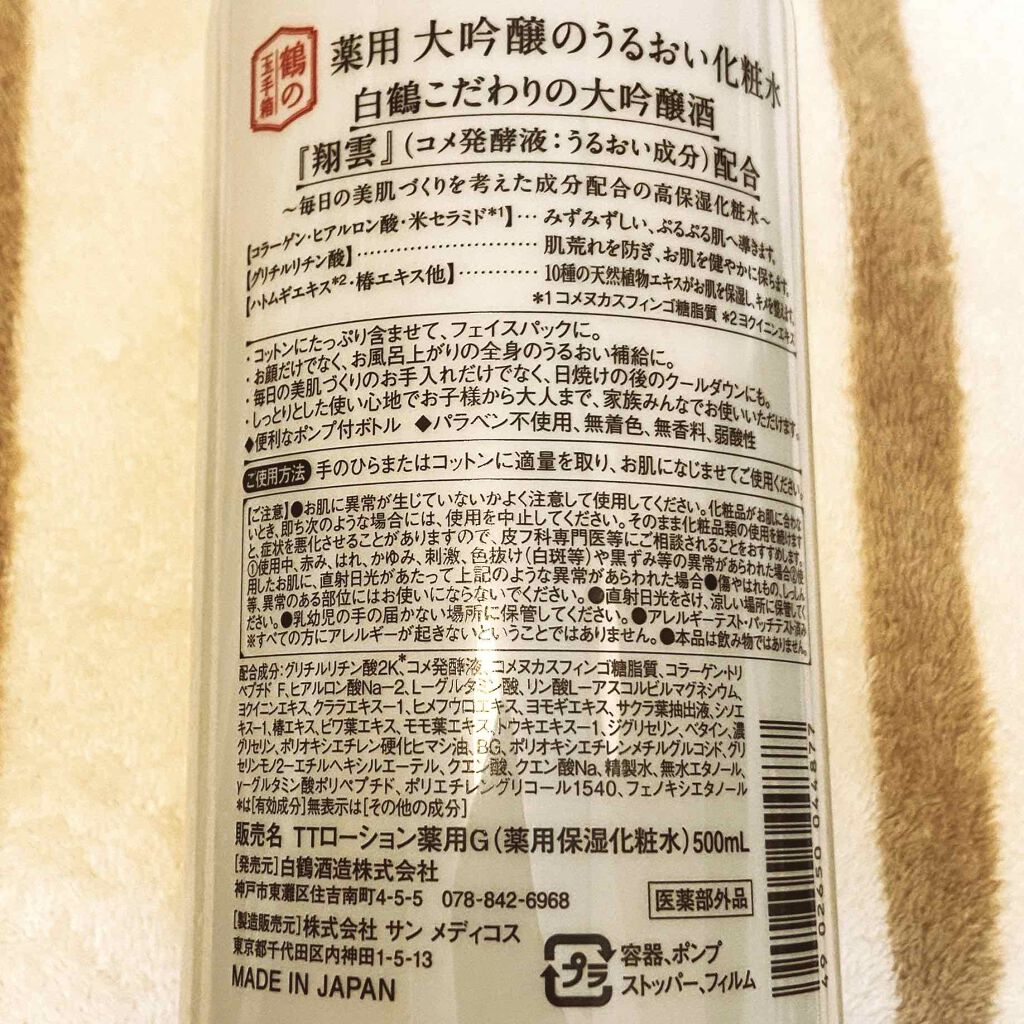 鶴の
玉手箱
薬用 大吟醸のうるおい化粧水
白鶴こだわりの大吟醸酒
『翔雲』(コメ発酵液:うるおい成分)配合
~毎日の美肌づくりを考えた成分配合の高保湿化粧水~
【コラーゲン・ヒアルロン酸・米セラミド*1】… みずみずしい、ぷるぷる肌へ導きます。
【グリチルリチン酸】…………………… 肌荒れを防ぎ、お肌を健やかに保ちます。
【ハトムギエキス*2・椿エキス他】………… 10種の天然植物エキスがお肌を保湿し、キメを整えます。
*1コメヌカスフィンゴ糖脂質 *2ヨクイニンエキス
・コットンにたっぷり含ませて、フェイスパックに。
・お顔だけでなく、お風呂上がりの全身のうるおい補給に。
・毎日の美肌づくりのお手入れだけでなく、日焼けの後のクールダウンにも。
・しっとりとした使い心地でお子様から大人まで、家族みんなでお使いいただけます。
◆便利なポンプ付ボトル ◆パラベン不使用、無着色、無香料、弱酸性
ご使用方法 手のひらまたはコットンに適量を取り、お肌になじませてご使用ください。
【ご注意】●お肌に異常が生じていないかよく注意して使用してください。化粧品がお肌に合わな
いとき、即ち次のような場合には、使用を中止してください。そのまま化粧品類の使用を続けます
と、症状を悪化させることがありますので、皮フ科専門医等にご相談されることをおすすめします。
①使用中、赤み、はれ、かゆみ、刺激、色抜け(白斑等)や黒ずみ等の異常があらわれた場合②使
用したお肌に、直射日光があたって上記のような異常があらわれた場合●傷やはれもの、しっしん
等、異常のある部位にはお使いにならないでください。●直射日光をさけ、涼しい場所に保管してく
ださい。●乳幼児の手の届かない場所に保管してください。●アレルギーテスト・パッチテスト済み
※すべての方にアレルギーが起きないということではありません。●本品は飲み物ではありません。
配合成分:グリチルリチン酸2K*、コメ発酵液、コメヌカスフィンゴ糖脂質、コラーゲン・トリ
ペプチド F、ヒアルロン酸Na-2、L-グルタミン酸、リン酸L-アスコルビルマグネシウム、
ヨクイニンエキス、クララエキス-1、ヒメフウロエキス、ヨモギエキス、サクラ葉抽出液、シソエ
キス-1、椿エキス、ビワ葉エキス、モモ葉エキス、トウキエキス-1、ジグリセリン、ベタイン、濃
グリセリン、ポリオキシエチレン硬化ヒマシ油、BG、ポリオキシエチレンメチルグルコシド、グリ
セリンモノ2-エチルヘキシルエーテル、クエン酸、クエン酸Na、精製水、無水エタノール、
γ-グルタミン酸ポリペプチド、ポリエチレングリコール1540、フェノキシエタノール
*は[有効成分]無表示は[その他の成分]
販売名 TTローション薬用G(薬用保湿化粧水)500mL
[発売元]白鶴酒造株式会社
神戸市東灘区住吉南町4-5-5 078-842-6968
医薬部外品
[製造販売元]株式会社 サン メディコス
東京都千代田区内神田1-5-13
MADE IN JAPAN
プラ
容器、ポンプ
ストッパー、フィルム